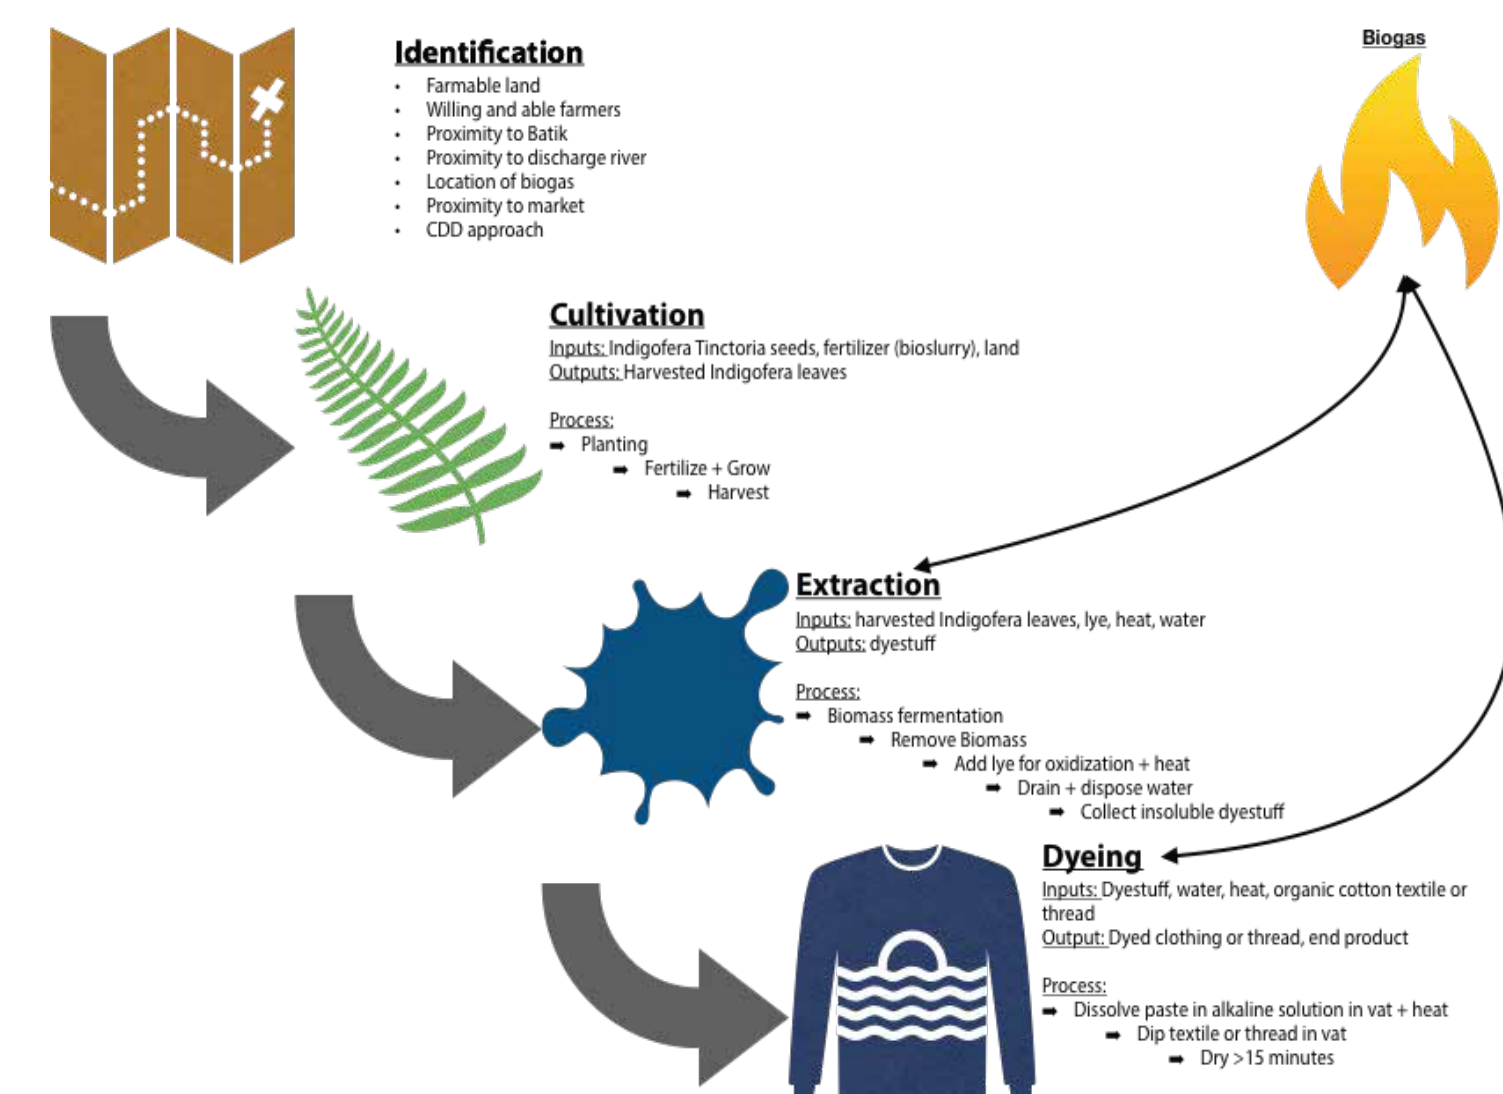 Identification
• Farmable land
• Willing and able farmers
• Proximity to Batik
• Proximity to discharge river
• Location of biogas
• Proximity to market
• CDD approach
Biogas
Cultivation
Inputs: Indigofera Tinctoria seeds, fertilizer (bioslurry), land
Outputs: Harvested Indigofera leaves
Process:
➡ Planting
➡ Fertilize + Grow
➡ Harvest
Extraction
Inputs: harvested Indigofera leaves, lye, heat, water
Outputs: dyestuff
Process:
➡ Biomass fermentation
➡ Remove Biomass
➡ Add lye for oxidization + heat
➡ Drain + dispose water
➡ Collect insoluble dyestuff
Dyeing
Inputs: Dyestuff, water, heat, organic cotton textile or
thread
Output: Dyed clothing or thread, end product
Process:
➡ Dissolve paste in alkaline solution in vat + heat
➡ Dip textile or thread in vat
➡ Dry >15 minutes